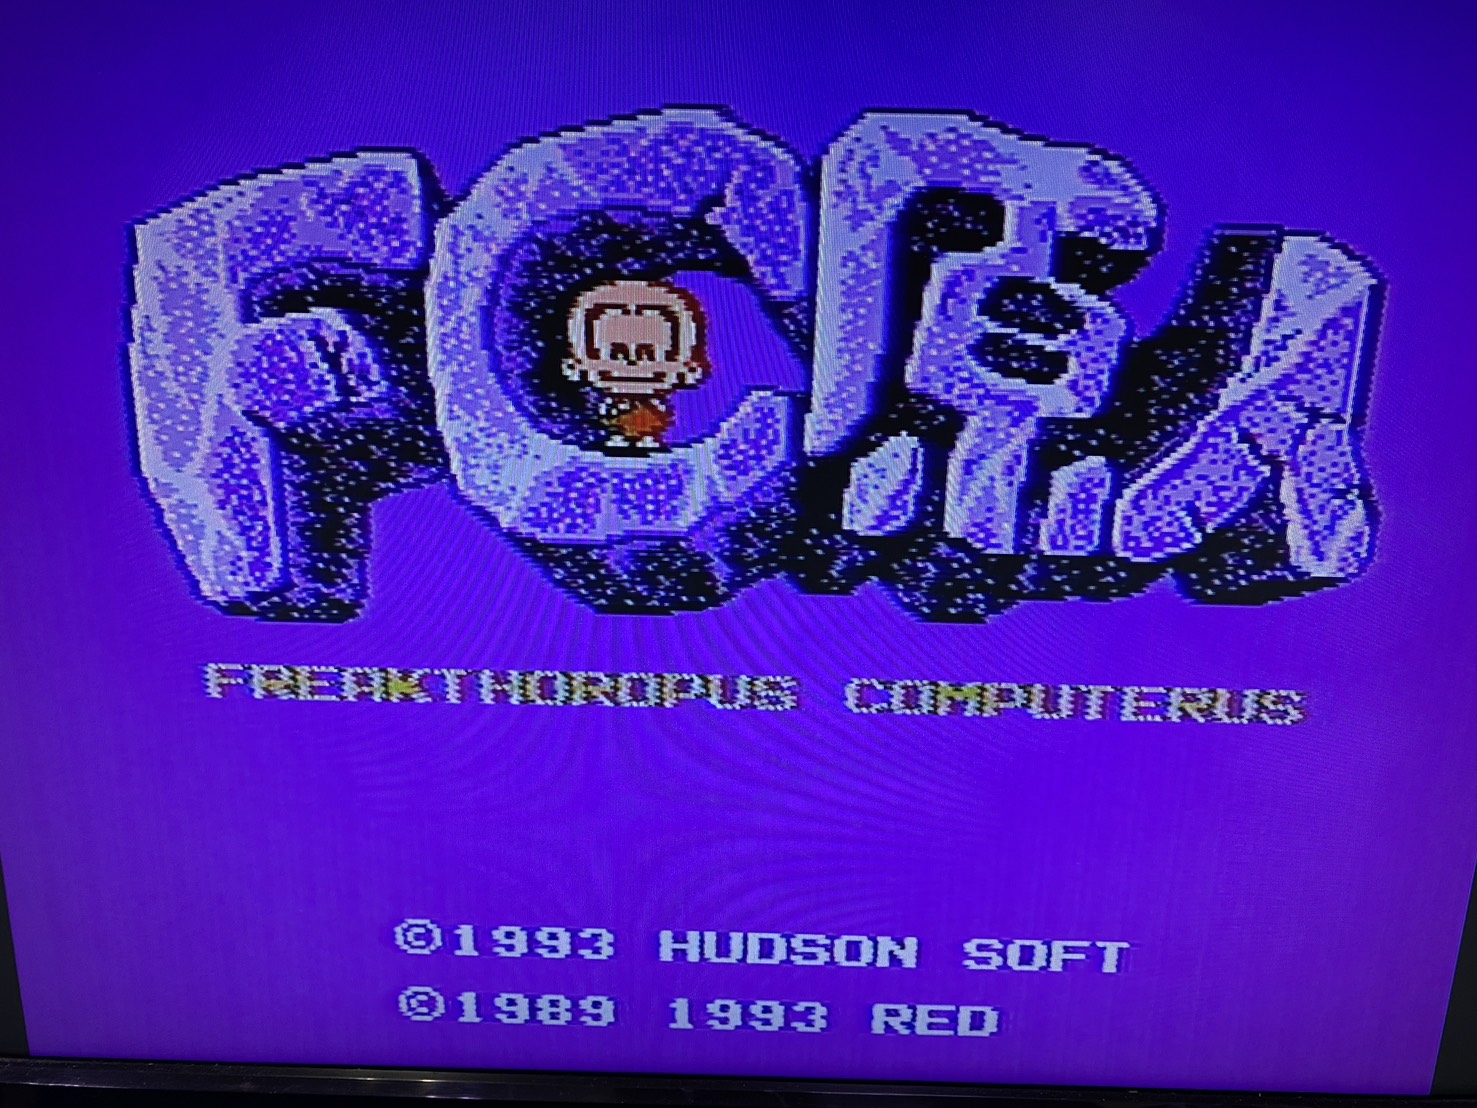 FC原人
FREAKTHOROPUS COMPUTERUS
©1993 HUDSON SOFT
©1989 1993 RED